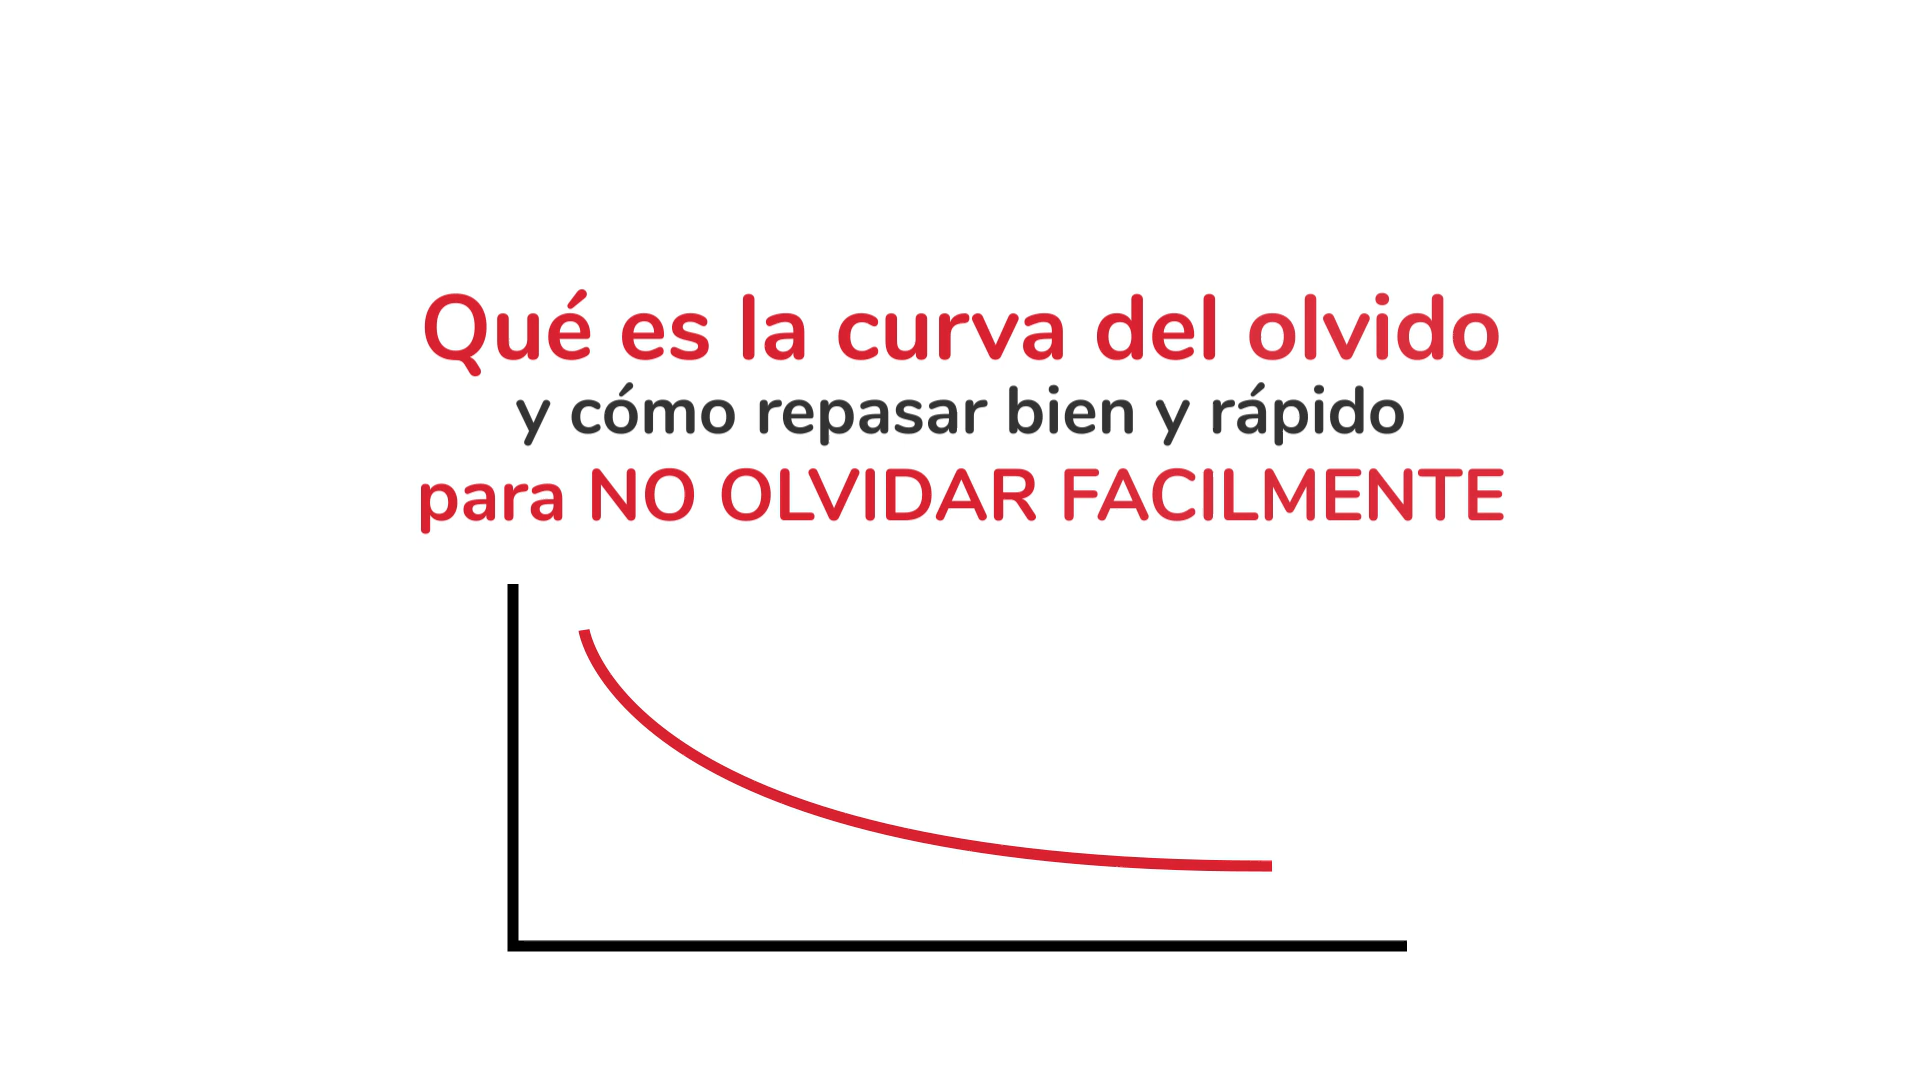 Qué es la curva del olvido
y cómo repasar bien y rápido
para NO OLVIDAR FACILMENTE